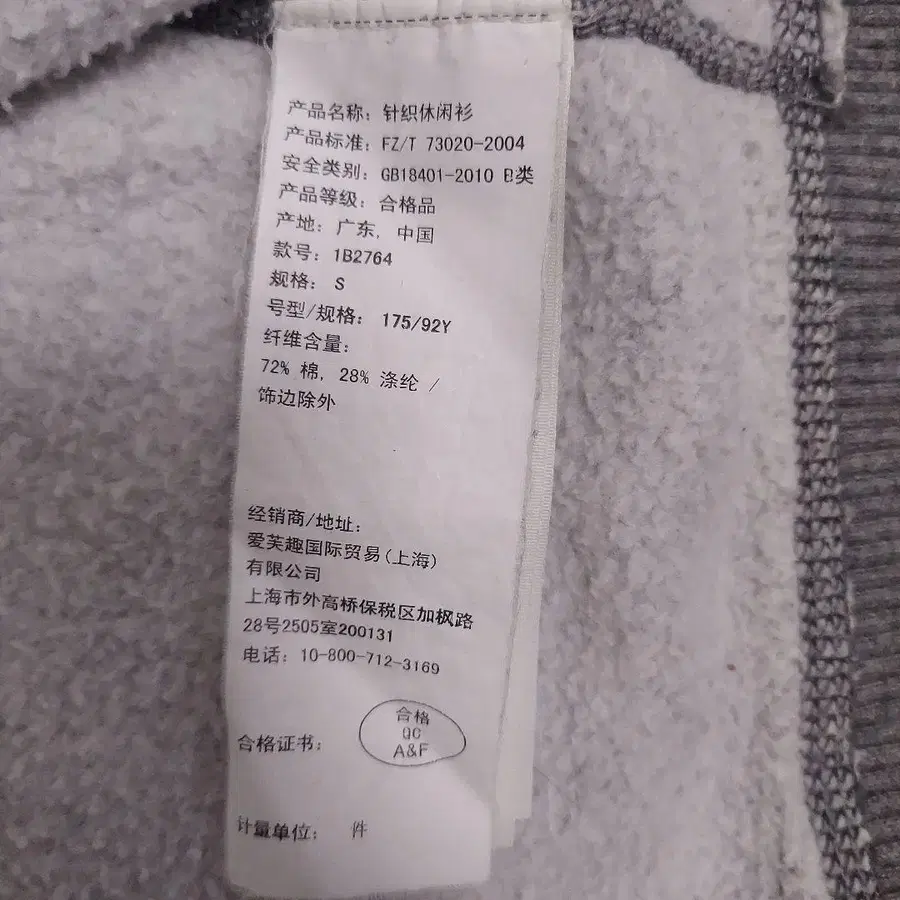 产品名称：针织休闲衫
产品标准：FZ/T 73020-2004
安全类别：GB18401-2010 B类
产品等级：合格品
产地：广东，中国
款号：1B2764
规格：S
号型/规格：175/92Y
纤维含量：
72% 棉，28% 涤纶 /
饰边除外
经销商/地址：
爱芙趣国际贸易(上海)
有限公司
上海市外高桥保税区加枫路
28号2505室200131
电话：10-800-712-3169
合格证书：
合格
QC
A&F
计量单位： 件